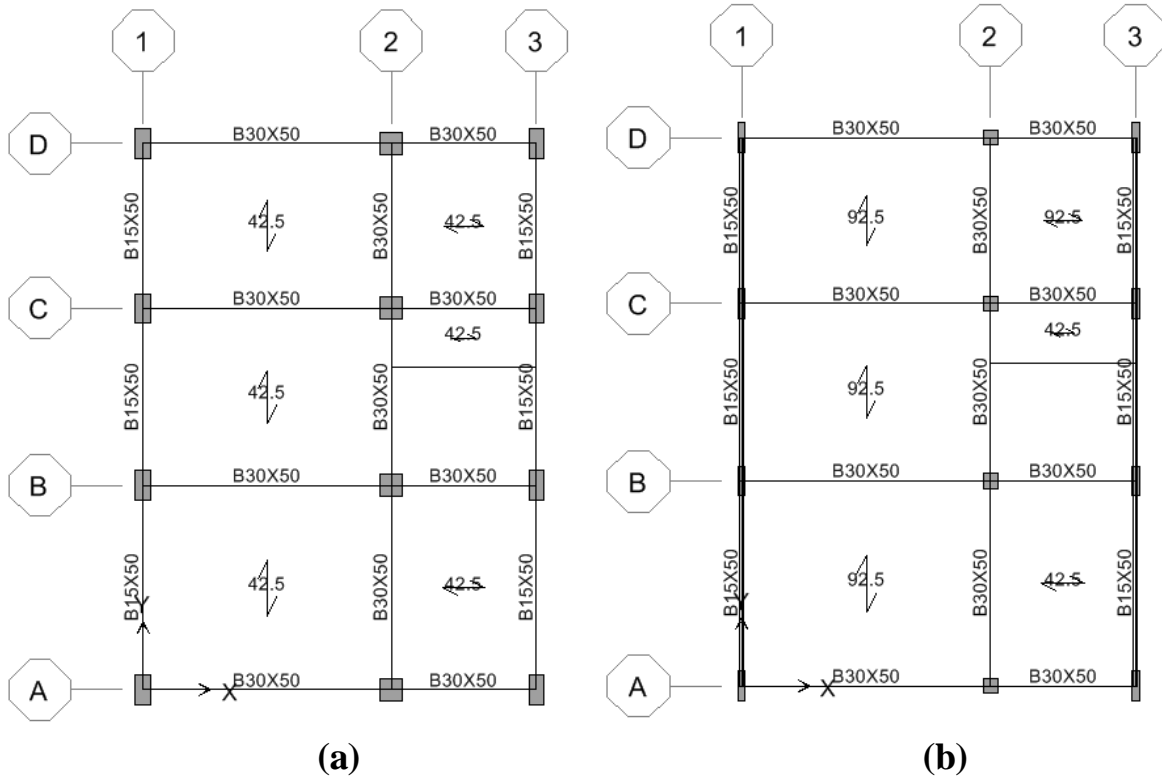 1 2 3
D B30X50 B30X50
B15X50 42.5 B30X50 42.5 B15X50
C B30X50 B30X50
42.5
B15X50 42.5 B30X50 B15X50
B B30X50 B30X50
B15X50 42.5 B30X50 42.5 B15X50
Y
A X B30X50 B30X50
(a)
1 2 3
D B30X50 B30X50
B15X50 92.5 B30X50 92.5 B15X50
C B30X50 B30X50
42.5
B15X50 92.5 B30X50 B15X50
B B30X50 B30X50
B15X50 92.5 B30X50 42.5 B15X50
Y
A X B30X50 B30X50
(b)